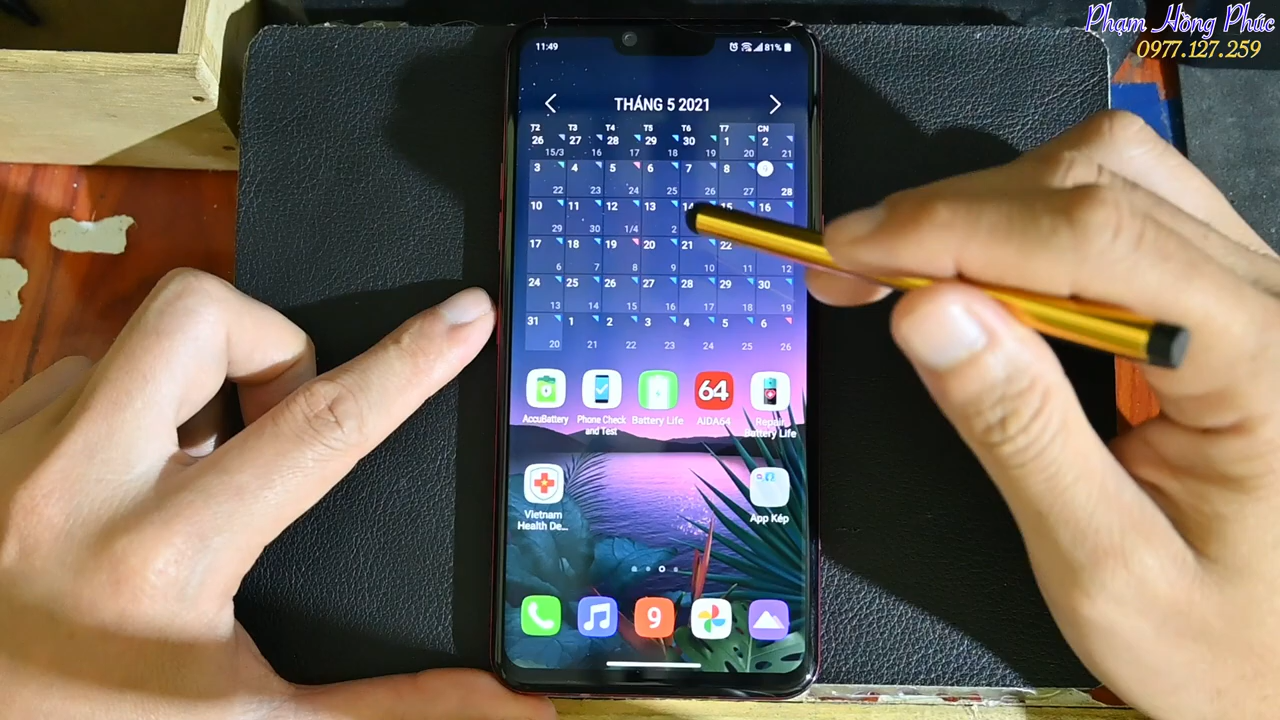 Phạm Hồng Phúc
0977.127.259
11:49 81%
THÁNG 5 2021
T2 T3 T4 T5 T6 T7 CN
26 27 28 29 30 1 2
15/3 16 17 18 19 20 21
3 4 5 6 7 8 9
22 23 24 25 26 27 28
10 11 12 13 14 15 16
29 30 1/4 2
17 18 19 20 21 22
6 7 8 9 10 11 12
24 25 26 27 28 29 30
13 14 15 16 17 18 19
31 1 2 3 4 5 6
20 21 22 23 24 25 26
64
AccuBattery Phone Check and Test Battery Life AIDA64 Repair Battery Life
Vietnam Health De... App Kép
9